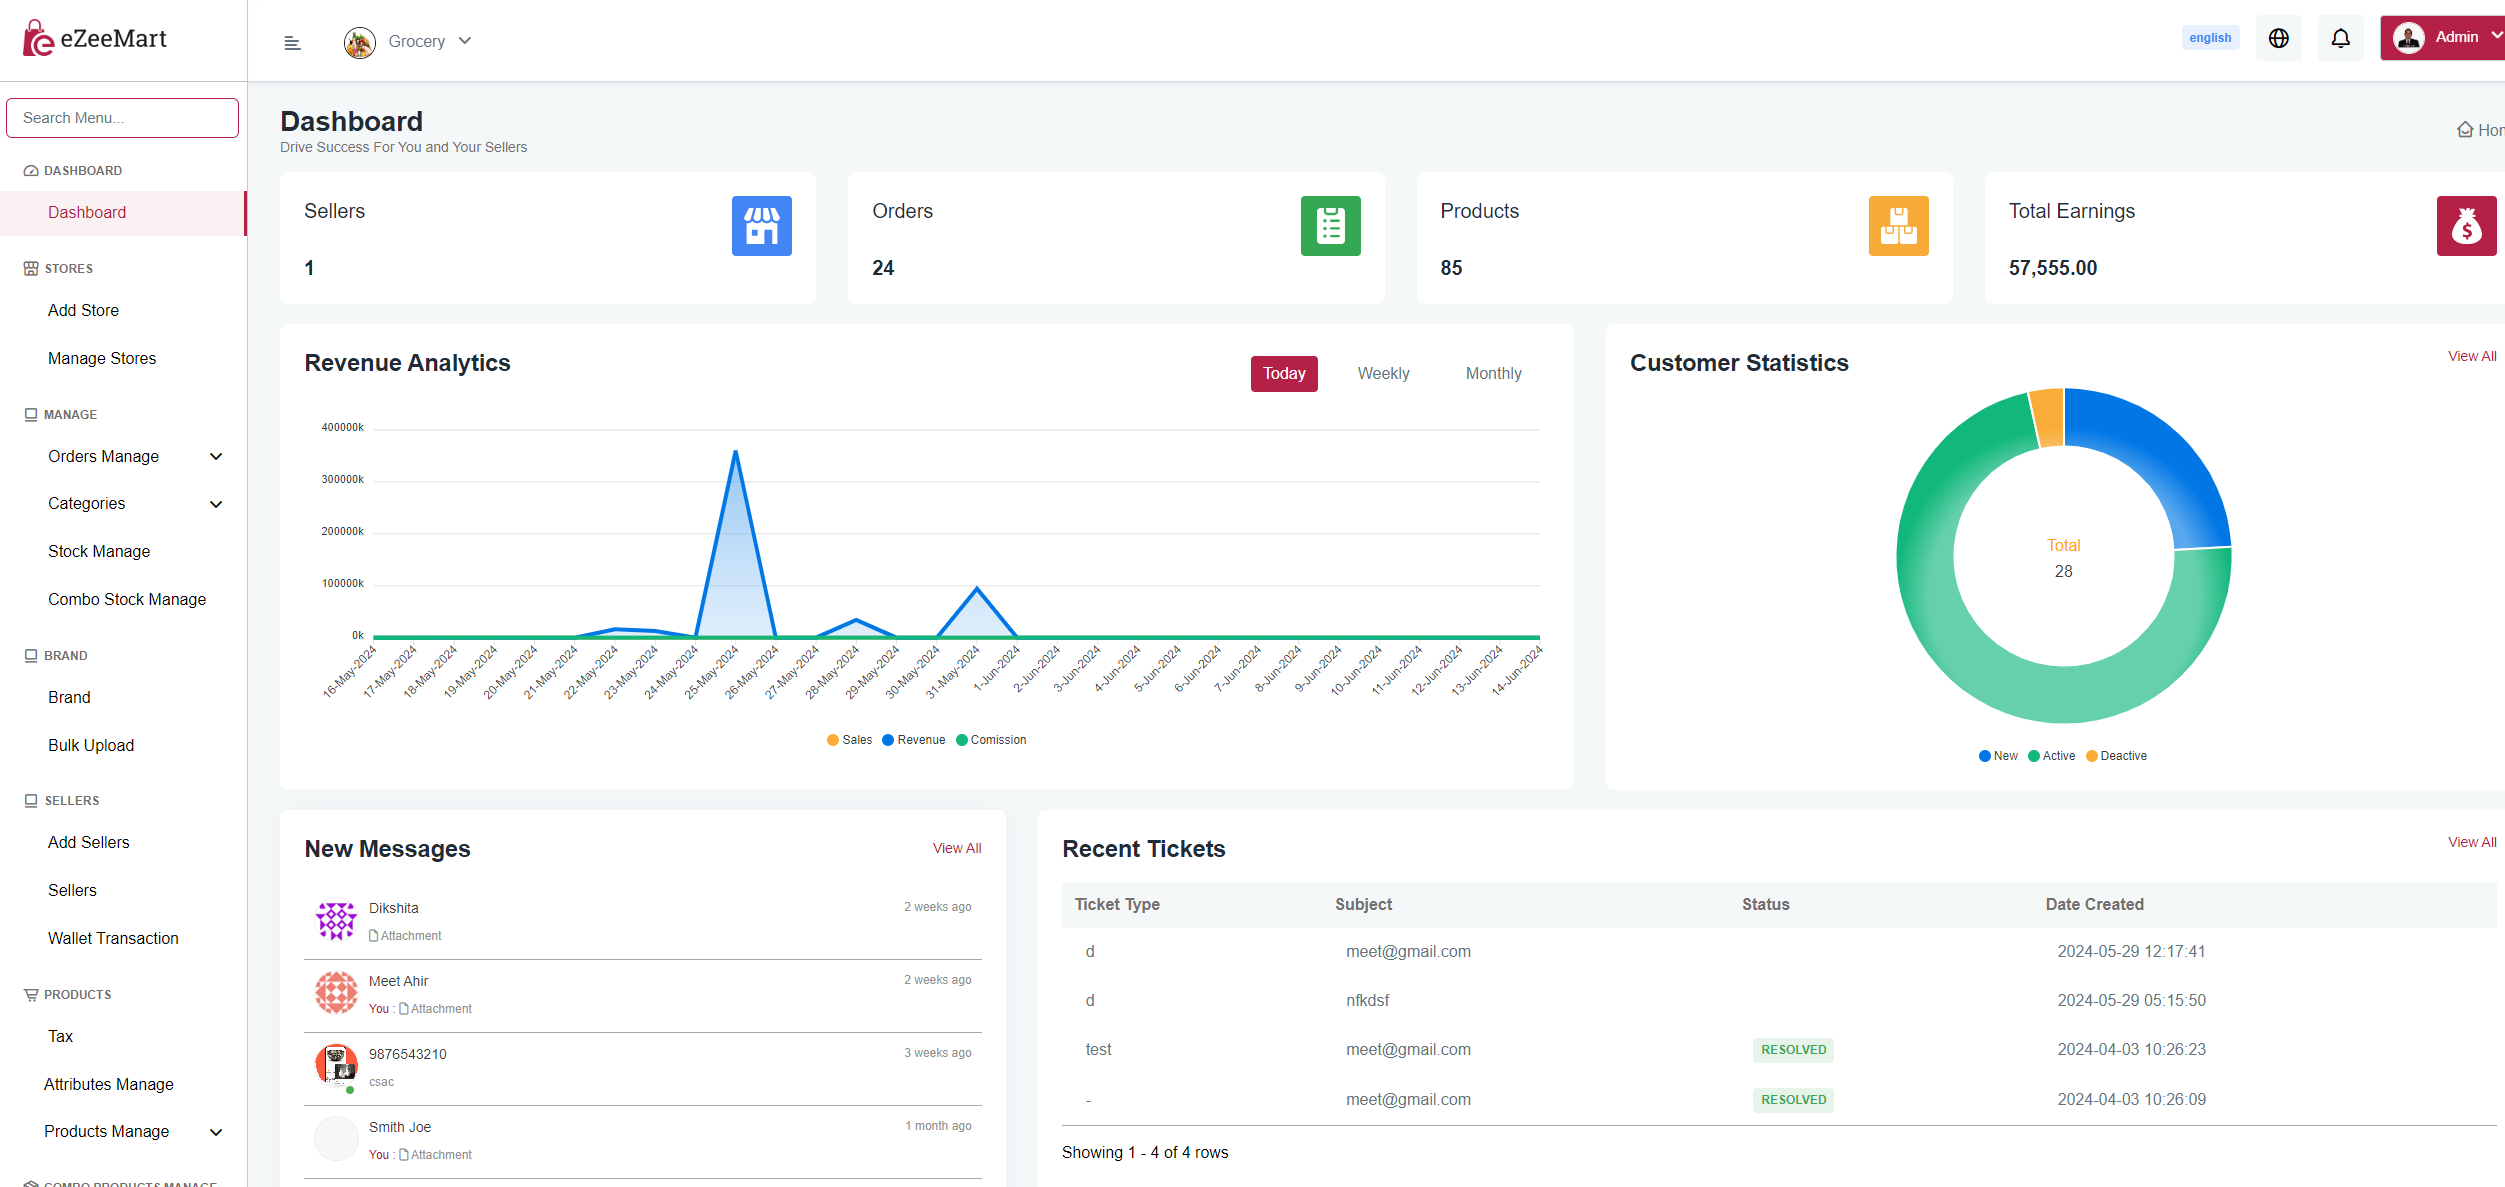 eZeeMart
Grocery
english
Admin
Search Menu...
DASHBOARD
Dashboard
STORES
Add Store
Manage Stores
MANAGE
Orders Manage
Categories
Stock Manage
Combo Stock Manage
BRAND
Brand
Bulk Upload
SELLERS
Add Sellers
Sellers
Wallet Transaction
PRODUCTS
Tax
Attributes Manage
Products Manage
COMBO PRODUCTS MANAGE
Dashboard
Drive Success For You and Your Sellers
Hom
Sellers
1
Orders
24
Products
85
Total Earnings
57,555.00
Revenue Analytics
Today Weekly Monthly
400000k
300000k
200000k
100000k
0k
16-May-2024 17-May-2024 18-May-2024 19-May-2024 20-May-2024 21-May-2024 22-May-2024 23-May-2024 24-May-2024 25-May-2024 26-May-2024 27-May-2024 28-May-2024 29-May-2024 30-May-2024 31-May-2024 1-Jun-2024 2-Jun-2024 3-Jun-2024 4-Jun-2024 5-Jun-2024 6-Jun-2024 7-Jun-2024 8-Jun-2024 9-Jun-2024 10-Jun-2024 11-Jun-2024 12-Jun-2024 13-Jun-2024 14-Jun-2024
Sales Revenue Comission
Customer Statistics
View All
Total
28
New Active Deactive
New Messages
View All
Dikshita 2 weeks ago
Attachment
Meet Ahir 2 weeks ago
You : Attachment
9876543210 3 weeks ago
csac
Smith Joe 1 month ago
You : Attachment
Recent Tickets
View All
Ticket Type Subject Status Date Created
d meet@gmail.com 2024-05-29 12:17:41
d nfkdsf 2024-05-29 05:15:50
test meet@gmail.com RESOLVED 2024-04-03 10:26:23
- meet@gmail.com RESOLVED 2024-04-03 10:26:09
Showing 1 - 4 of 4 rows